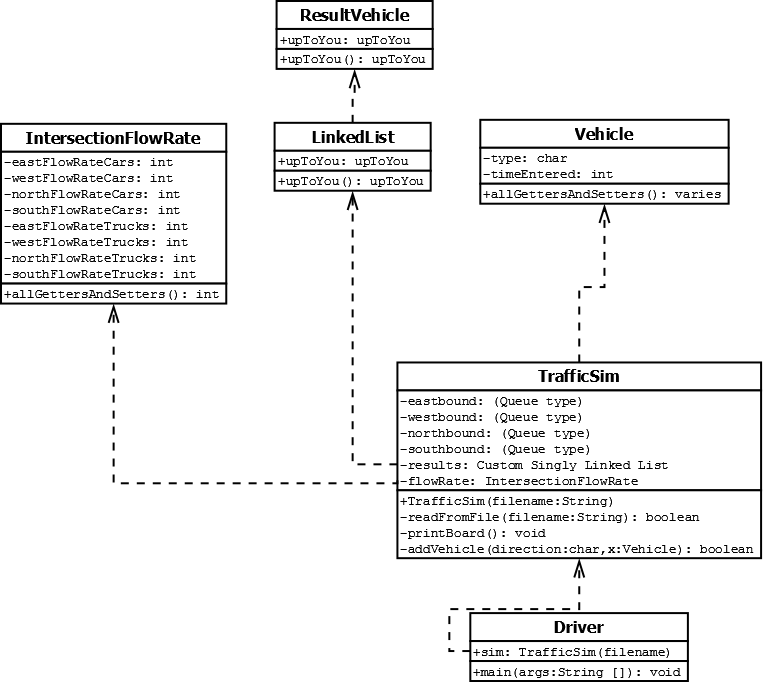 ResultVehicle
+upToYou: upToYou
+upToYou(): upToYou
IntersectionFlowRate
-eastFlowRateCars: int
-westFlowRateCars: int
-northFlowRateCars: int
-southFlowRateCars: int
-eastFlowRateTrucks: int
-westFlowRateTrucks: int
-northFlowRateTrucks: int
-southFlowRateTrucks: int
+allGettersAndSetters(): int
LinkedList
+upToYou: upToYou
+upToYou(): upToYou
Vehicle
-type: char
-timeEntered: int
+allGettersAndSetters(): varies
TrafficSim
-eastbound: (Queue type)
-westbound: (Queue type)
-northbound: (Queue type)
-southbound: (Queue type)
-results: Custom Singly Linked List
-flowRate: IntersectionFlowRate
+TrafficSim(filename:String)
-readFromFile(filename:String): boolean
-printBoard(): void
-addVehicle(direction:char,x:Vehicle): boolean
Driver
+sim: TrafficSim(filename)
+main(args:String []): void